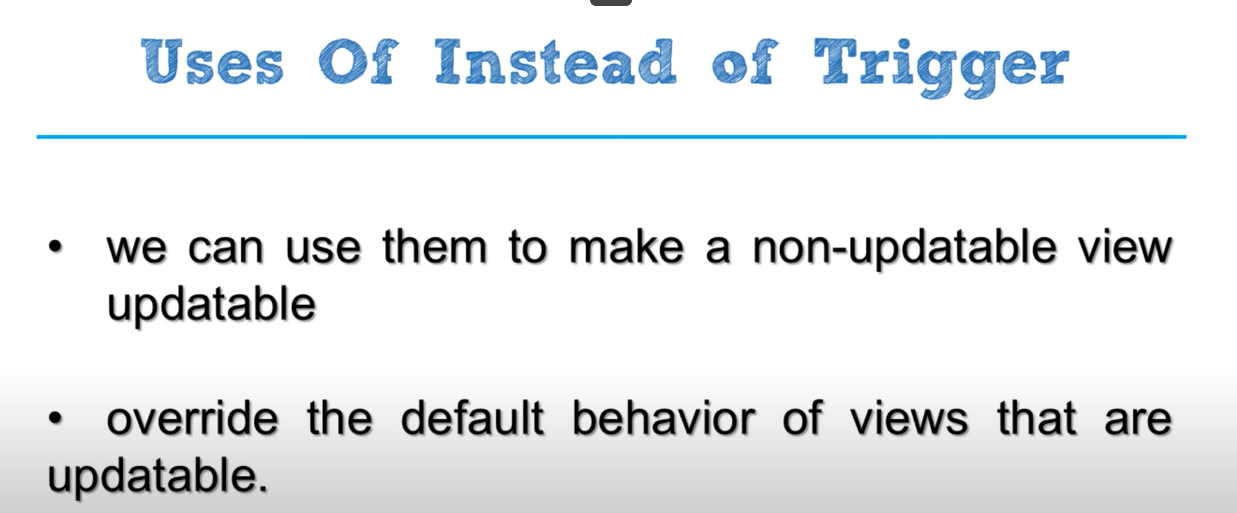 Uses Of Instead of Trigger
• we can use them to make a non-updatable view
updatable
• override the default behavior of views that are
updatable.